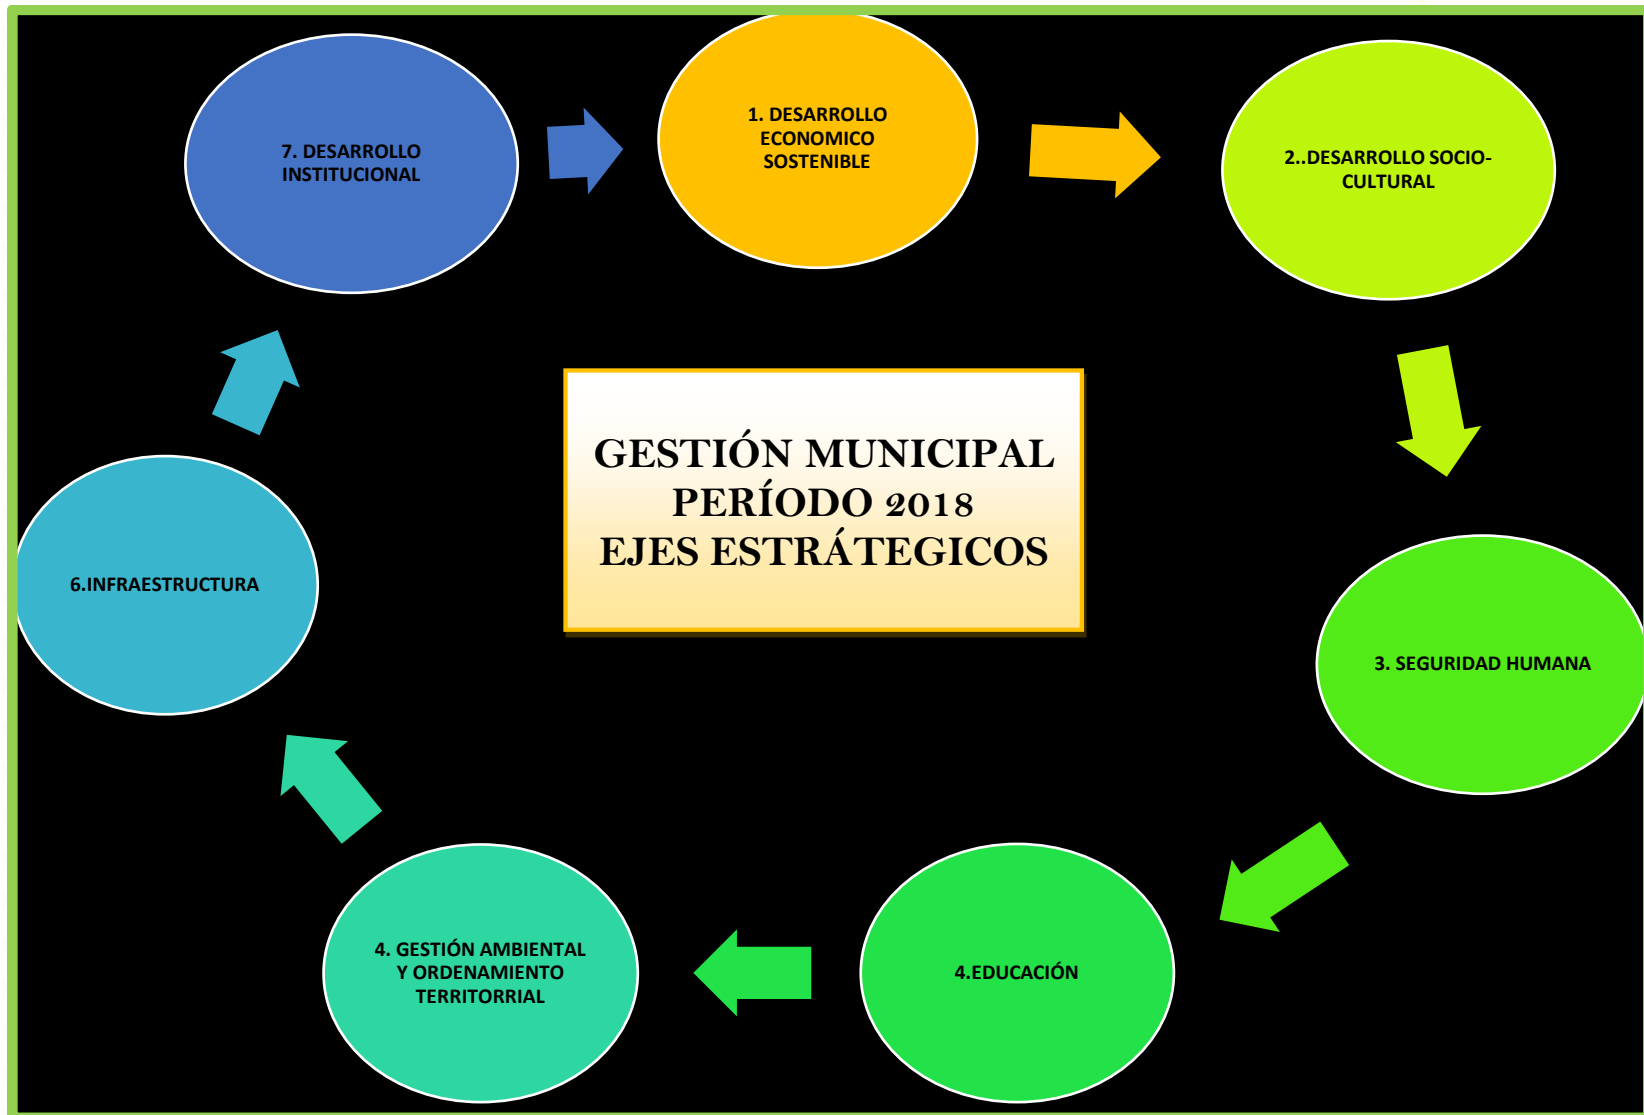 7. DESARROLLO
INSTITUCIONAL
1. DESARROLLO
ECONOMICO
SOSTENIBLE
2..DESARROLLO SOCIO-
CULTURAL
GESTIÓN MUNICIPAL
PERÍODO 2018
EJES ESTRÁTEGICOS
6.INFRAESTRUCTURA
3. SEGURIDAD HUMANA
4. GESTIÓN AMBIENTAL
Y ORDENAMIENTO
TERRITORRIAL
4.EDUCACIÓN